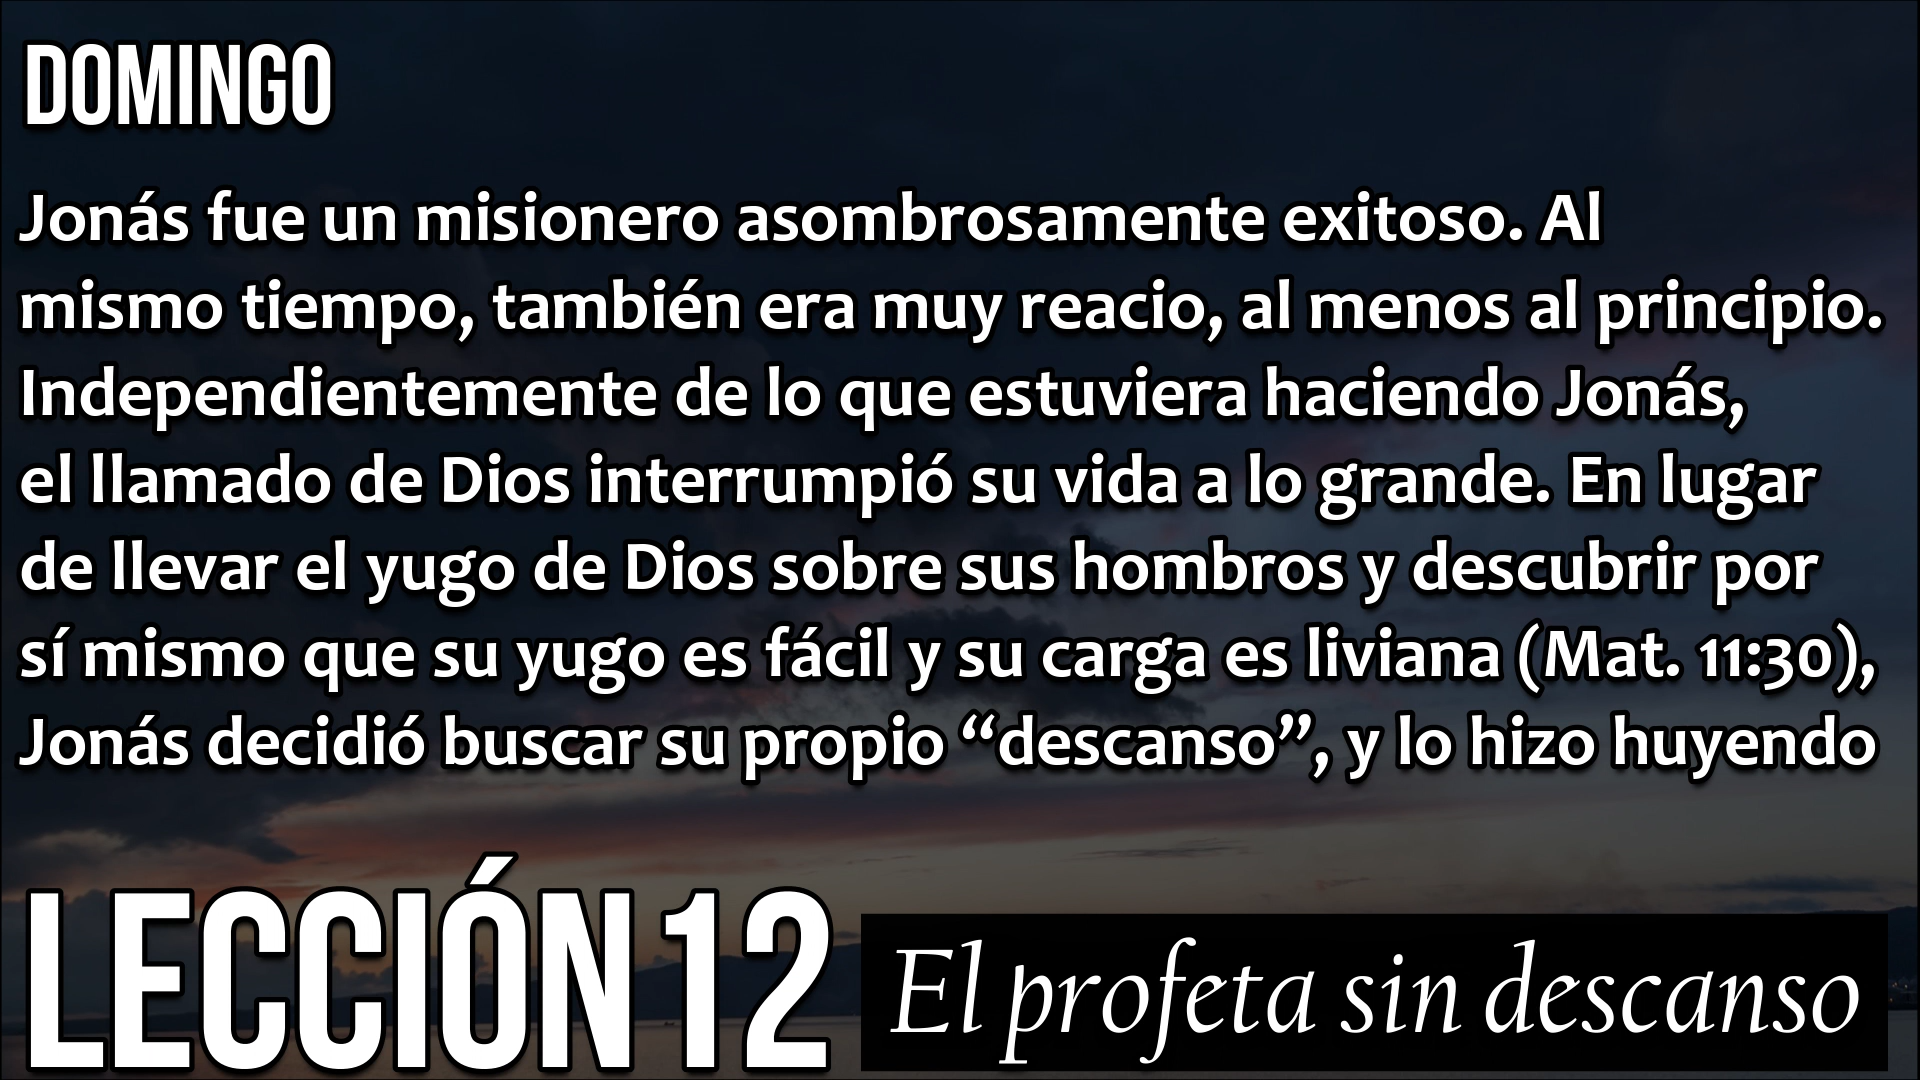 DOMINGO
Jonás fue un misionero asombrosamente exitoso. Al
mismo tiempo, también era muy reacio, al menos al principio.
Independientemente de lo que estuviera haciendo Jonás,
el llamado de Dios interrumpió su vida a lo grande. En lugar
de llevar el yugo de Dios sobre sus hombros y descubrir por
sí mismo que su yugo es fácil y su carga es liviana (Mat. 11:30),
Jonás decidió buscar su propio “descanso”, y lo hizo huyendo
LECCIÓN 12 El profeta sin descanso